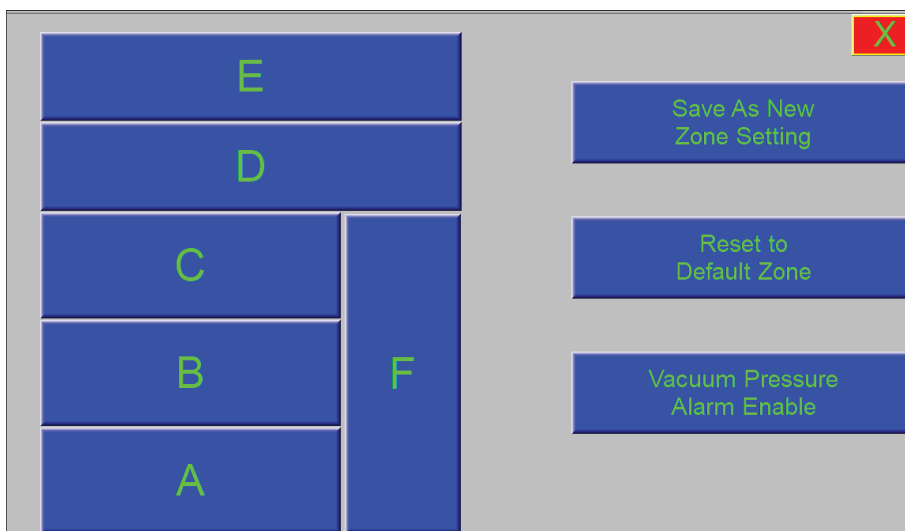 X
E
D
C
B
A
F
Save As New
Zone Setting
Reset to
Default Zone
Vacuum Pressure
Alarm Enable